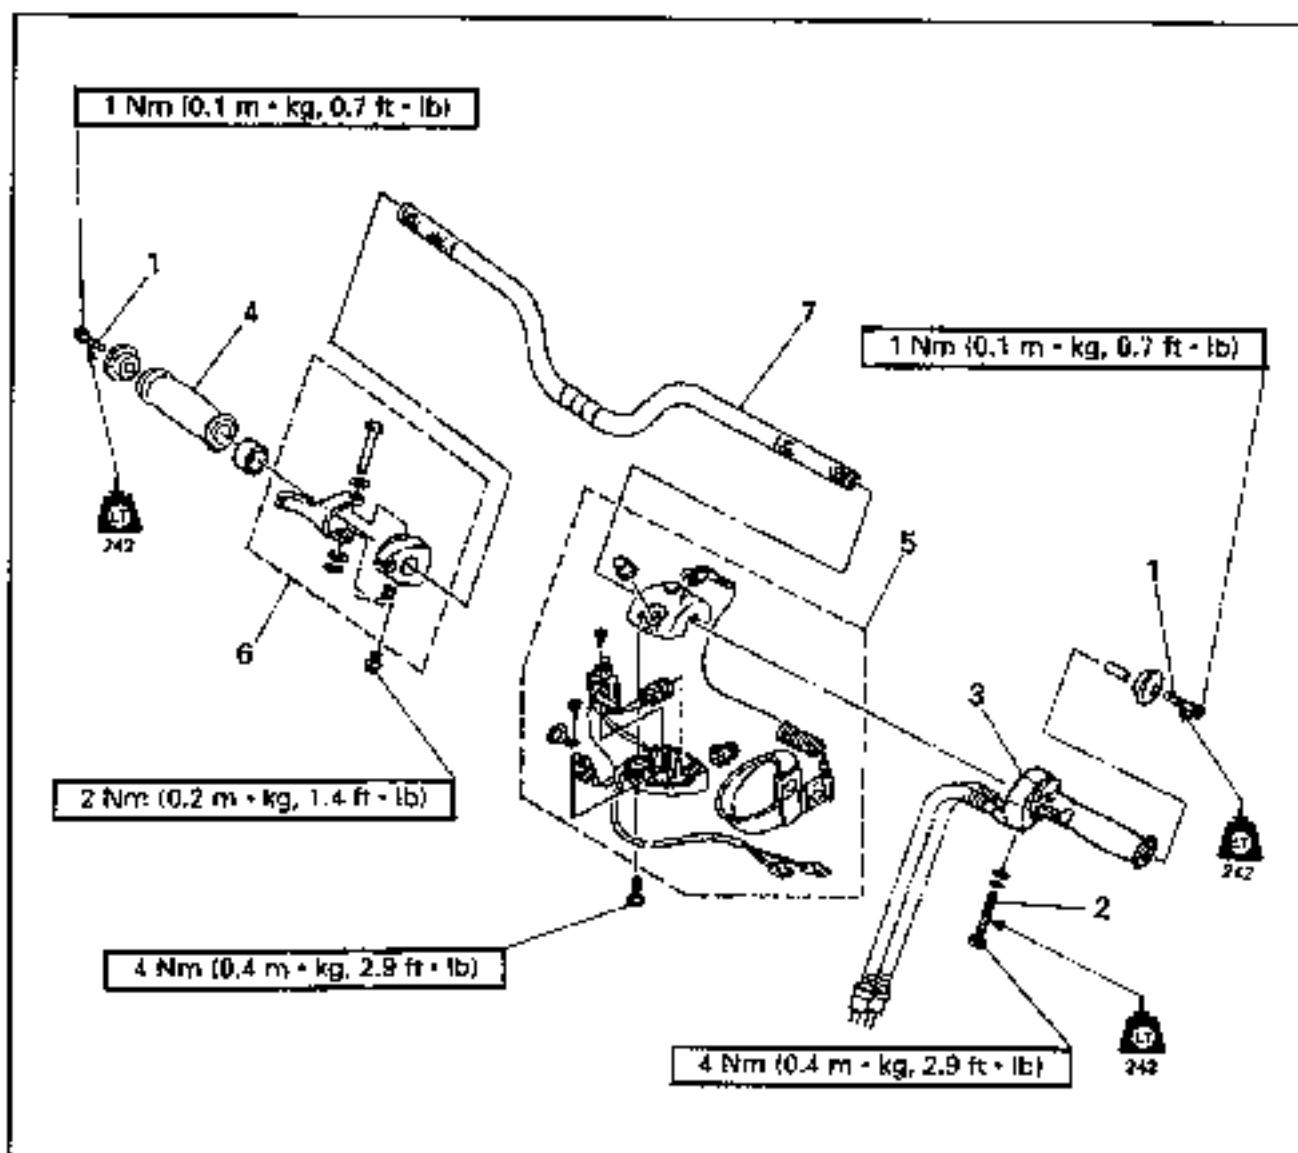 1 Nm (0.1 m • kg, 0.7 ft • lb)
1
4
7
1 Nm (0.1 m • kg, 0.7 ft • lb)
LT
242
5
1
6
3
2 Nm (0.2 m • kg, 1.4 ft • lb)
LT
242
2
4 Nm (0.4 m • kg, 2.9 ft • lb)
LT
242
4 Nm (0.4 m • kg, 2.9 ft • lb)